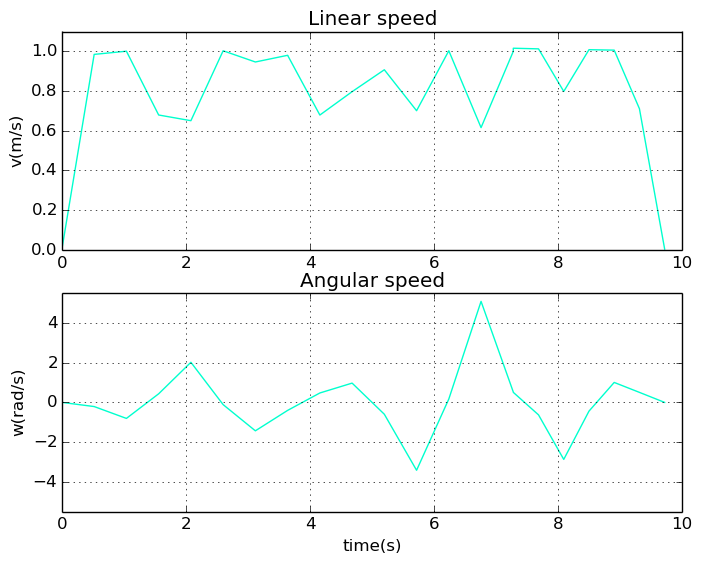 Linear speed
1.0
0.8
0.6
0.4
0.2
0.0
v(m/s)
0 2 4 6 8 10
Angular speed
4
2
0
−2
−4
w(rad/s)
0 2 4 6 8 10
time(s)